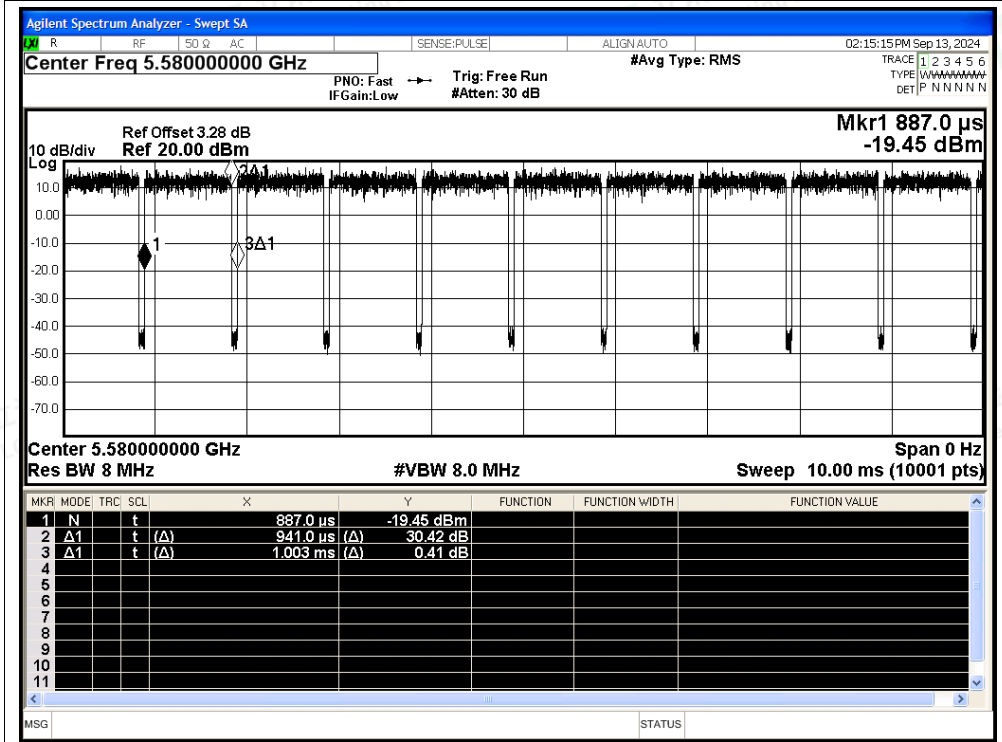 Agilent Spectrum Analyzer - Swept SA
LXI R RF 50 Ω AC SENSE:PULSE ALIGN AUTO 02:15:15 PM Sep 13, 2024
Center Freq 5.580000000 GHz #Avg Type: RMS TRACE 1 2 3 4 5 6
PNO: Fast Trig: Free Run TYPE
IFGain:Low #Atten: 30 dB DET P N N N N N
Mkr1 887.0 µs
Ref Offset 3.28 dB
10 dB/div Ref 20.00 dBm -19.45 dBm
Log
2Δ1
10.0
0.00
-10.0 1 3Δ1
-20.0
-30.0
-40.0
-50.0
-60.0
-70.0
Center 5.580000000 GHz Span 0 Hz
Res BW 8 MHz #VBW 8.0 MHz Sweep 10.00 ms (10001 pts)
MKR MODE TRC SCL X Y FUNCTION FUNCTION WIDTH FUNCTION VALUE
1 N t 887.0 µs -19.45 dBm
2 Δ1 t (Δ) 941.0 µs (Δ) 30.42 dB
3 Δ1 t (Δ) 1.003 ms (Δ) 0.41 dB
4
5
6
7
8
9
10
11
MSG STATUS